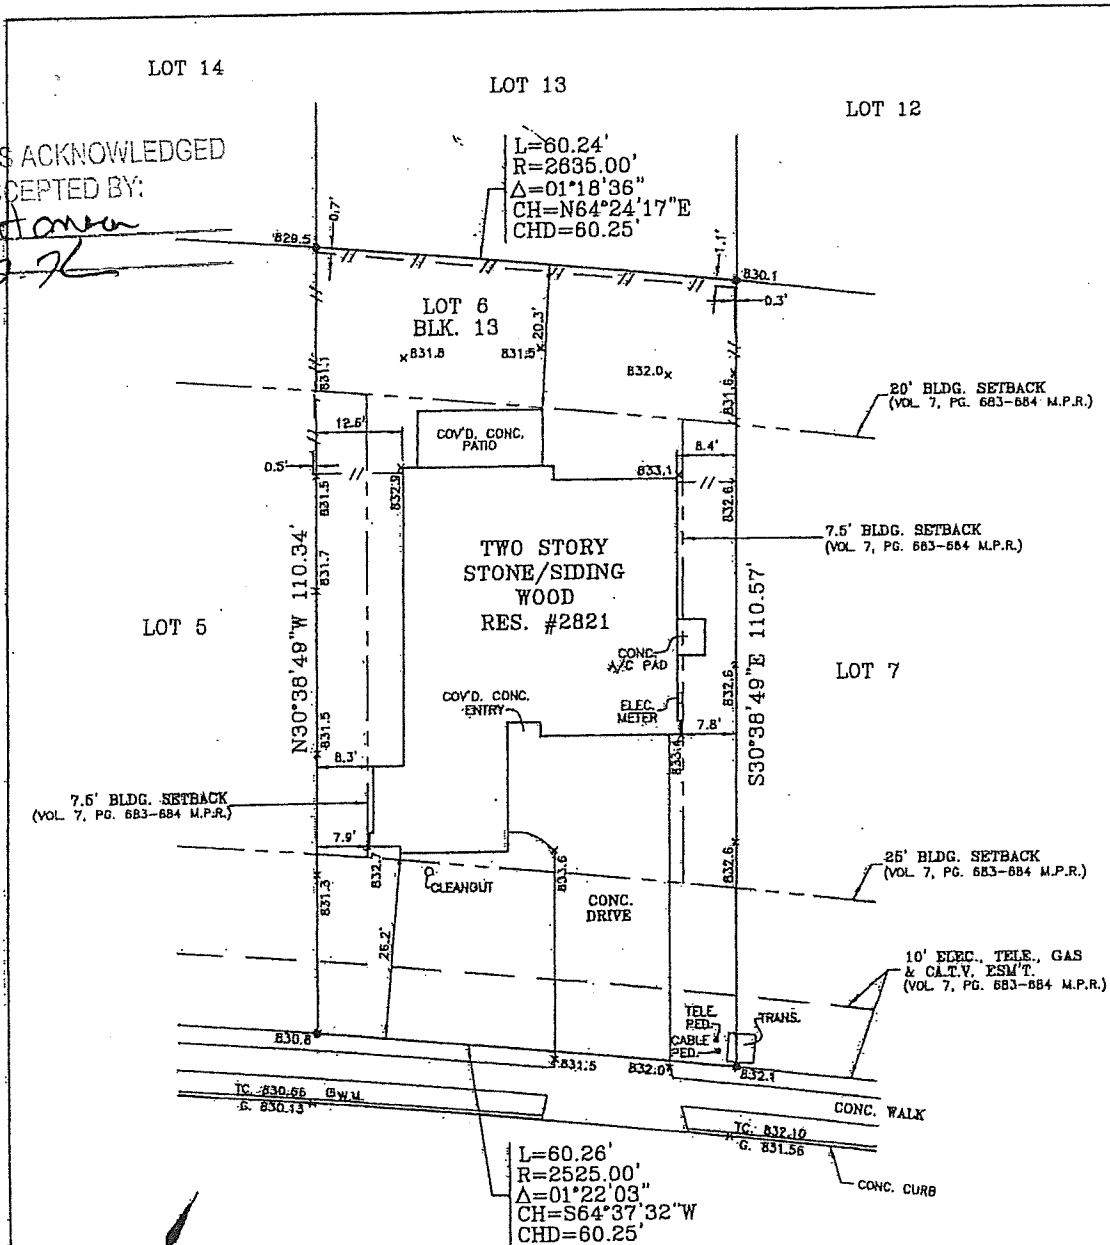 LOT 14
LOT 13
LOT 12
S ACKNOWLEDGED
CEPTED BY:
L=60.24'
R=2635.00'
Δ=01°18'36"
CH=N64°24'17"E
CHD=60.25'
0.7'
829.5
1.1'
830.1
0.3'
LOT 6
BLK. 13
20.3'
831.8
831.5
832.0
831.1
831.6
20' BLDG. SETBACK
(VOL. 7, PG. 683-684 M.P.R.)
12.6'
COV'D. CONC.
PATIO
8.4'
0.5'
832.9
833.1
831.5
832.6
7.5' BLDG. SETBACK
(VOL. 7, PG. 683-684 M.P.R.)
831.7
TWO STORY
STONE/SIDING
WOOD
RES. #2821
N30°38'49"W 110.34'
S30°38'49"E 110.57'
LOT 5
LOT 7
CONC.
A/C PAD
832.6
COV'D. CONC.
ENTRY
ELEC.
METER
7.8'
831.5
8.3'
7.5' BLDG. SETBACK
(VOL. 7, PG. 683-684 M.P.R.)
7.9'
832.6
833.6
25' BLDG. SETBACK
(VOL. 7, PG. 683-684 M.P.R.)
831.3
CLEANOUT
CONC.
DRIVE
26.2'
10' ELEC., TELE., GAS
& CA.T.V. ESM'T.
(VOL. 7, PG. 683-684 M.P.R.)
TELE.
PED.
TRANS.
CABLE
PED.
830.8
831.5
832.0
832.1
TC. 830.66
W.M.
G. 830.13
CONC. WALK
TC. 832.10
G. 831.56
CONC. CURB
L=60.26'
R=2525.00'
Δ=01°22'03"
CH=S64°37'32"W
CHD=60.25'